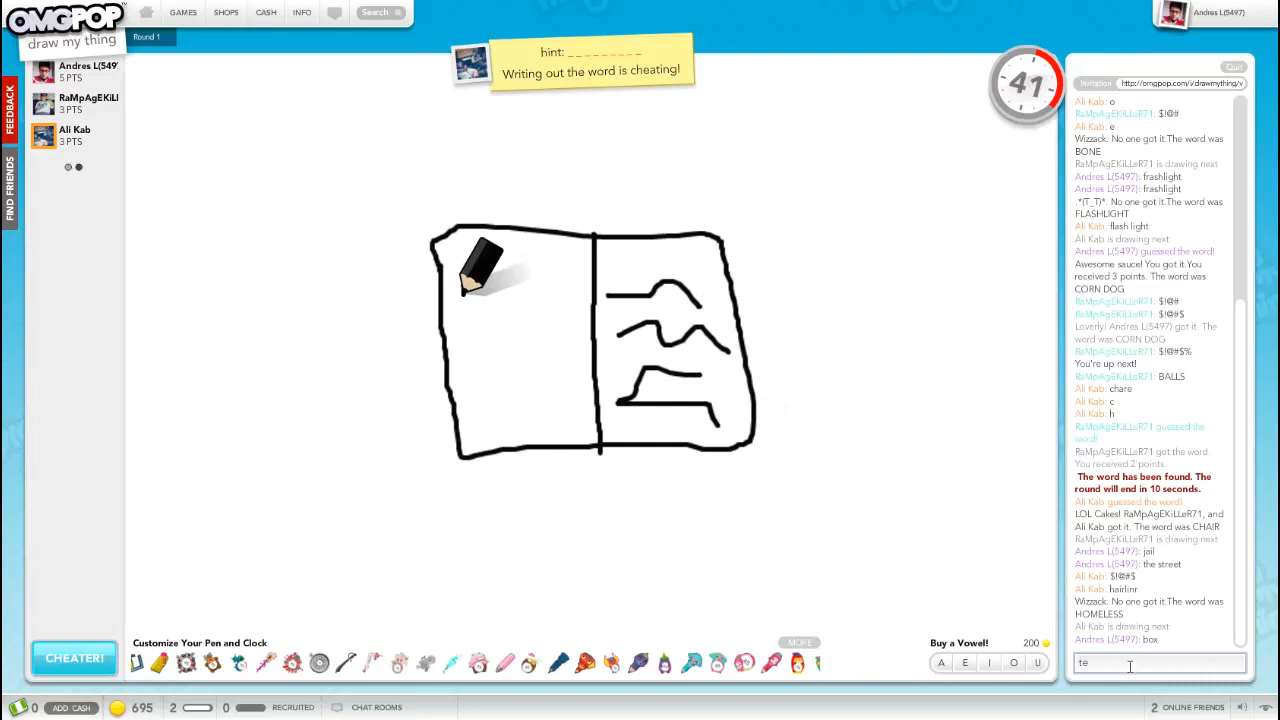 OMGPOP
GAMES
SHOPS
CASH
INFO
Search
Andres L(5497)
draw my thing
Round 1
FEEDBACK
FIND FRIENDS
Andres L(549
5 PTS
RaMpAgEKiLl
3 PTS
Ali Kab
3 PTS
hint: _ _ _ _ _ _ _ _ _
Writing out the word is cheating!
41
Quit
Invitation
http://omgpop.com/i/drawmything/v
Ali Kab: o
RaMpAgEKiLLeR71: $!@#
Ali Kab: e
Wizzack. No one got it.The word was
BONE
RaMpAgEKiLLeR71 is drawing next
Andres L(5497): frashlight
Andres L(5497): frashlight
.*(T_T)*. No one got it.The word was
FLASHLIGHT
Ali Kab: flash light
Ali Kab is drawing next
Andres L(5497) guessed the word!
Awesome sauce! You got it.You
received 3 points. The word was
CORN DOG
RaMpAgEKiLLeR71: $!@#
RaMpAgEKiLLeR71: $!@#$
Loverly! Andres L(5497) got it. The
word was CORN DOG
RaMpAgEKiLLeR71: $!@#$%
You're up next!
RaMpAgEKiLLeR71: BALLS
Ali Kab: chare
Ali Kab: c
Ali Kab: h
RaMpAgEKiLLeR71 guessed the
word!
RaMpAgEKiLLeR71 got the word.
You received 2 points.
The word has been found. The
round will end in 10 seconds.
Ali Kab guessed the word!
LOL Cakes! RaMpAgEKiLLeR71, and
Ali Kab got it. The word was CHAIR
RaMpAgEKiLLeR71 is drawing next
Andres L(5497): jail
Andres L(5497): the street
Ali Kab: $!@#$
Ali Kab: hairlinr
Wizzack. No one got it.The word was
HOMELESS
Ali Kab is drawing next
Andres L(5497): box
te
CHEATER!
Customize Your Pen and Clock
MORE
Buy a Vowel!
200
A E I O U
0
ADD CASH
695
2
0
RECRUITED
CHAT ROOMS
2 ONLINE FRIENDS